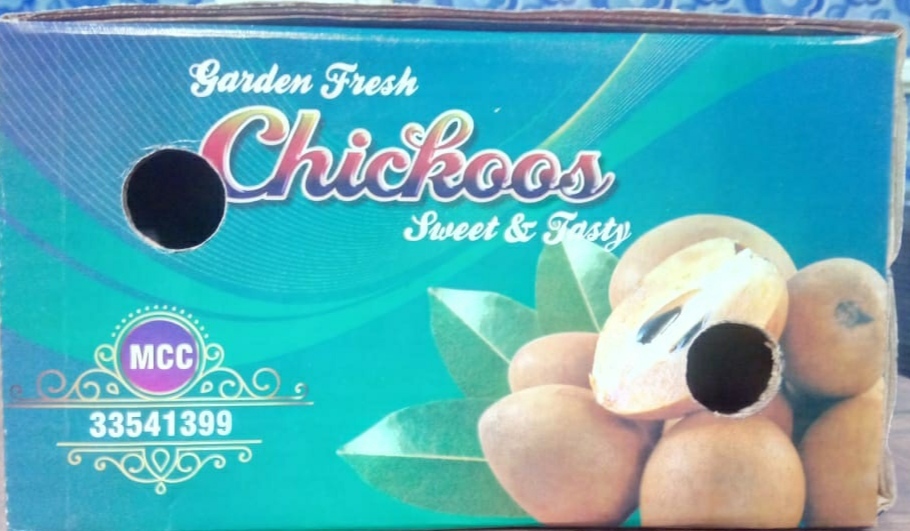 Garden Fresh
Chickoos
Sweet & Tasty
MCC
33541399